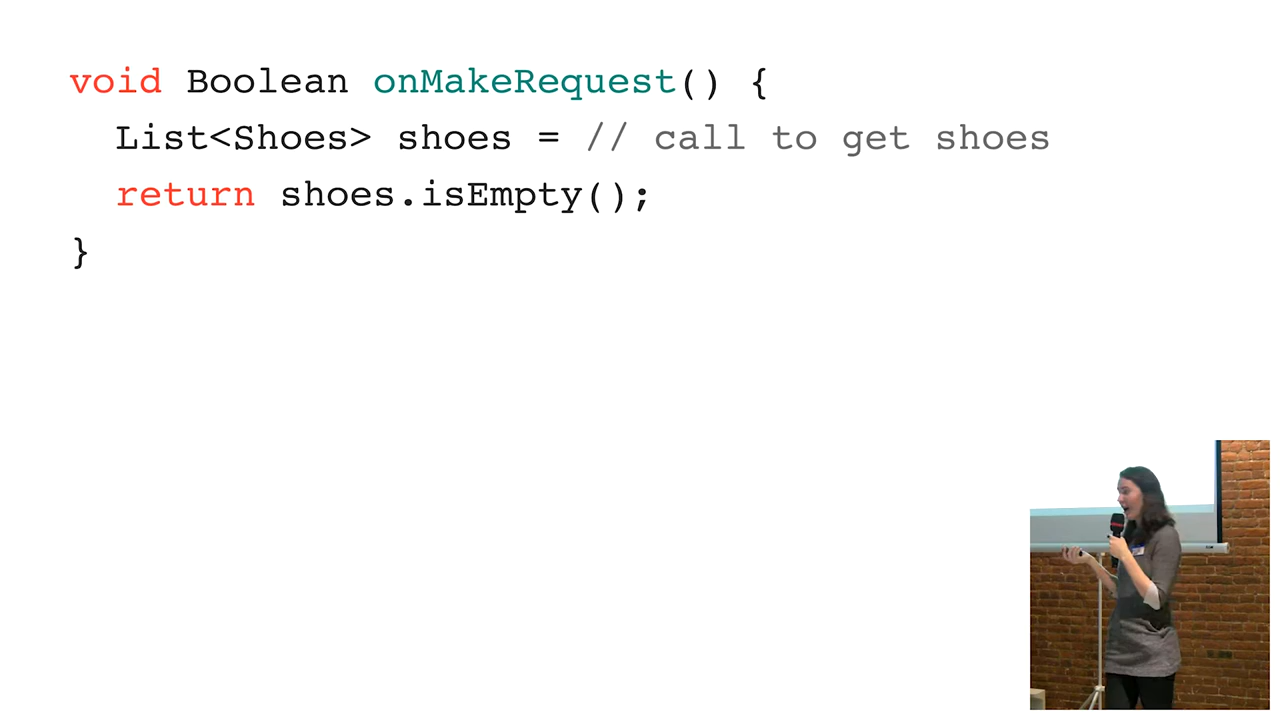 void Boolean onMakeRequest() {
List<Shoes> shoes = // call to get shoes
return shoes.isEmpty();
}